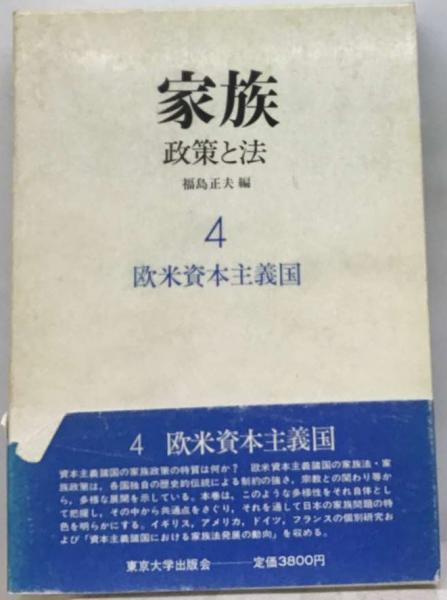 家族
政策と法
福島正夫 編
4
欧米資本主義国
4 欧米資本主義国
資本主義諸国の家族政策の特質は何か? 欧米資本主義諸国の家族法・家
族政策は、各国独自の歴史的伝統による制約の強さ、宗教との関わり等か
ら、多様な展開を示している。本巻は、このような多様性をそれ自体とし
て把握し、その中から共通点をさぐり、それを通して日本の家族問題の特
色を明らかにする。イギリス，アメリカ，ドイツ，フランスの個別研究お
よび「資本主義諸国における家族法発展の動向」を収める。
東京大学出版会——定価3800円